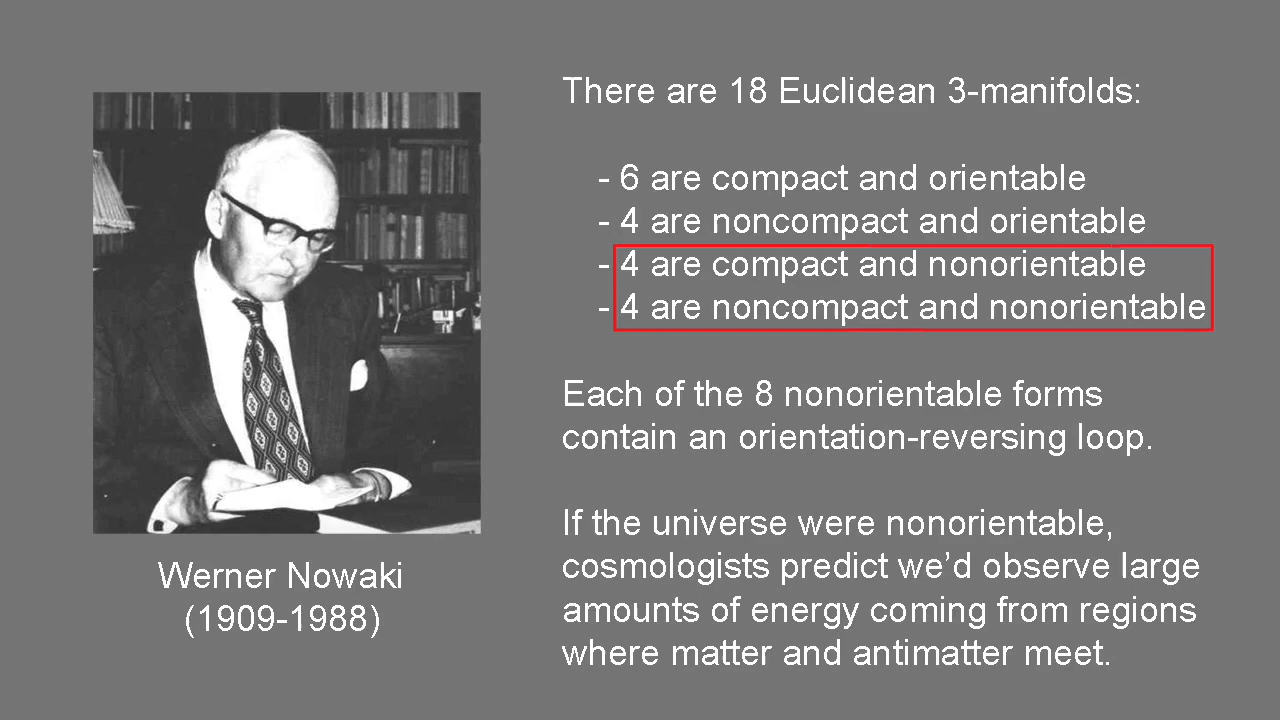 There are 18 Euclidean 3-manifolds:
- 6 are compact and orientable
- 4 are noncompact and orientable
- 4 are compact and nonorientable
- 4 are noncompact and nonorientable
Each of the 8 nonorientable forms
contain an orientation-reversing loop.
If the universe were nonorientable,
cosmologists predict we’d observe large
amounts of energy coming from regions
where matter and antimatter meet.
Werner Nowaki
(1909-1988)